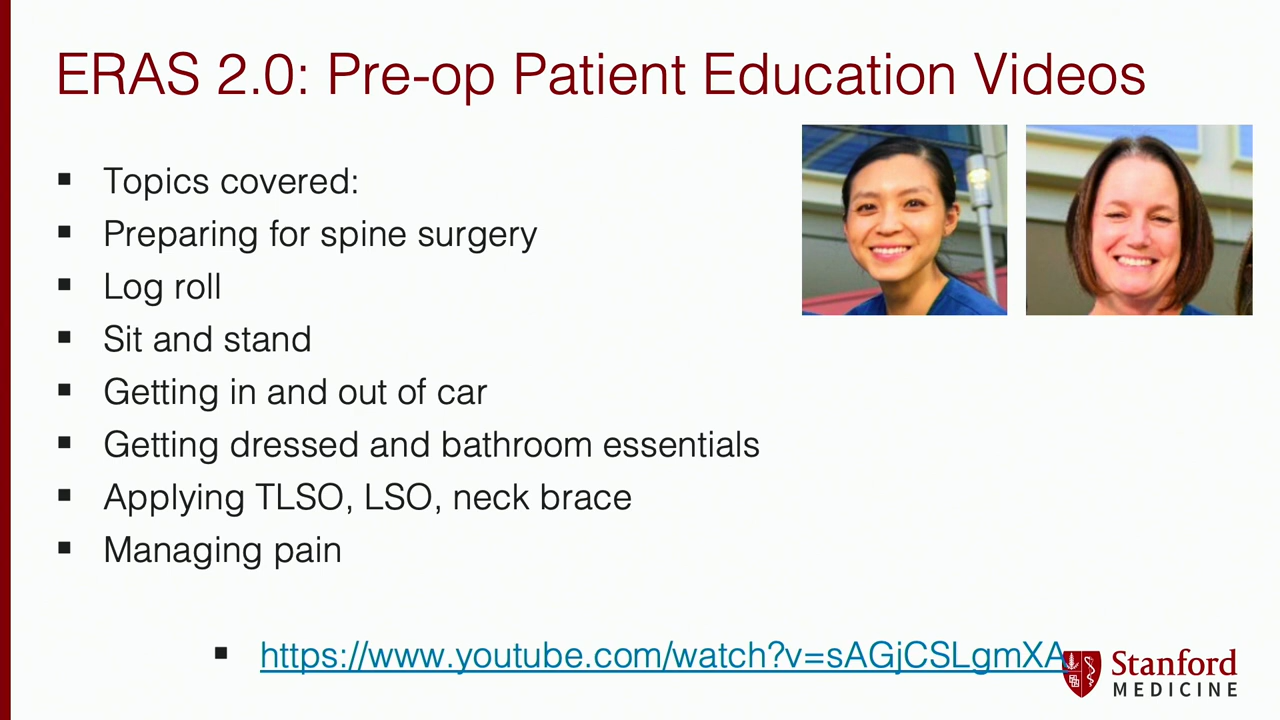 ERAS 2.0: Pre-op Patient Education Videos
▪ Topics covered:
▪ Preparing for spine surgery
▪ Log roll
▪ Sit and stand
▪ Getting in and out of car
▪ Getting dressed and bathroom essentials
▪ Applying TLSO, LSO, neck brace
▪ Managing pain
▪ https://www.youtube.com/watch?v=sAGjCSLgmXA
Stanford
MEDICINE